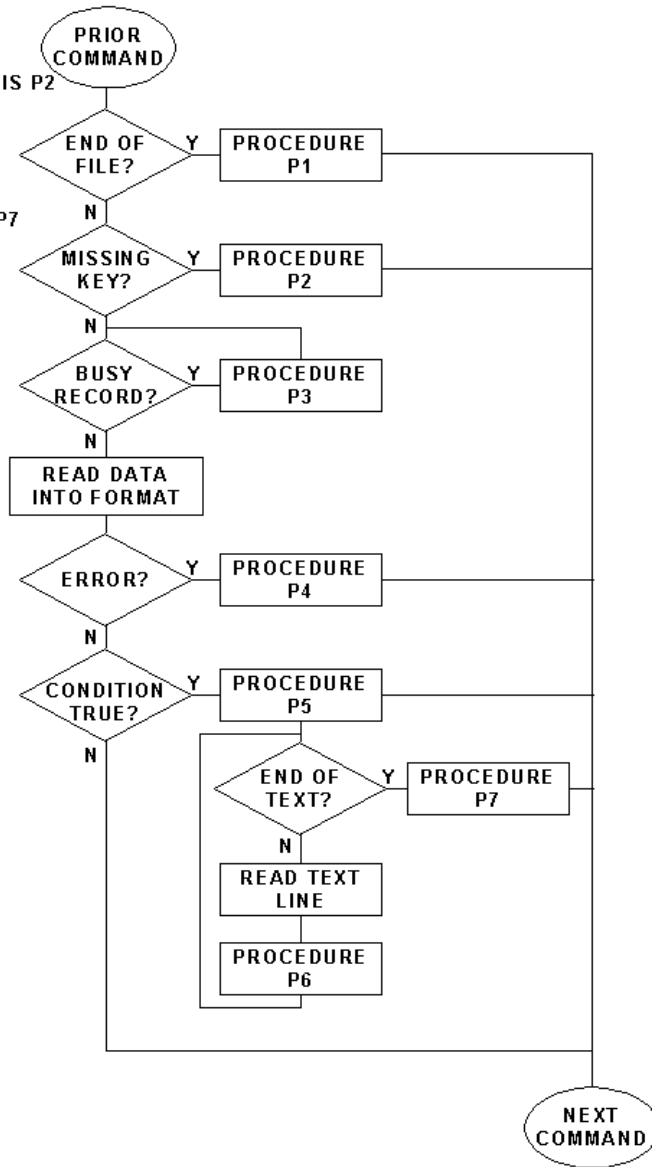 PRIOR
COMMAND
IS P2
END OF
FILE?
Y
PROCEDURE
P1
N
P7
MISSING
KEY?
Y
PROCEDURE
P2
N
BUSY
RECORD?
Y
PROCEDURE
P3
N
READ DATA
INTO FORMAT
ERROR?
Y
PROCEDURE
P4
N
CONDITION
TRUE?
Y
PROCEDURE
P5
N
END OF
TEXT?
Y
PROCEDURE
P7
N
READ TEXT
LINE
PROCEDURE
P6
NEXT
COMMAND